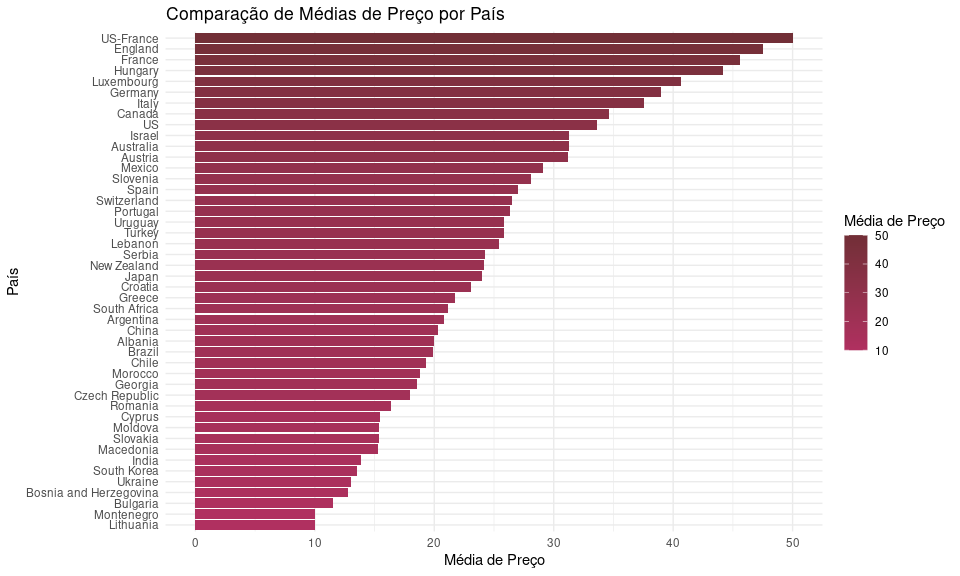 Comparação de Médias de Preço por País
US-France
England
France
Hungary
Luxembourg
Germany
Italy
Canada
US
Israel
Australia
Austria
Mexico
Slovenia
Spain
Switzerland
Portugal
Uruguay
Turkey
Lebanon
Serbia
New Zealand
Japan
Croatia
Greece
South Africa
Argentina
China
Albania
Brazil
Chile
Morocco
Georgia
Czech Republic
Romania
Cyprus
Moldova
Slovakia
Macedonia
India
South Korea
Ukraine
Bosnia and Herzegovina
Bulgaria
Montenegro
Lithuania
País
0 10 20 30 40 50
Média de Preço
Média de Preço
50
40
30
20
10